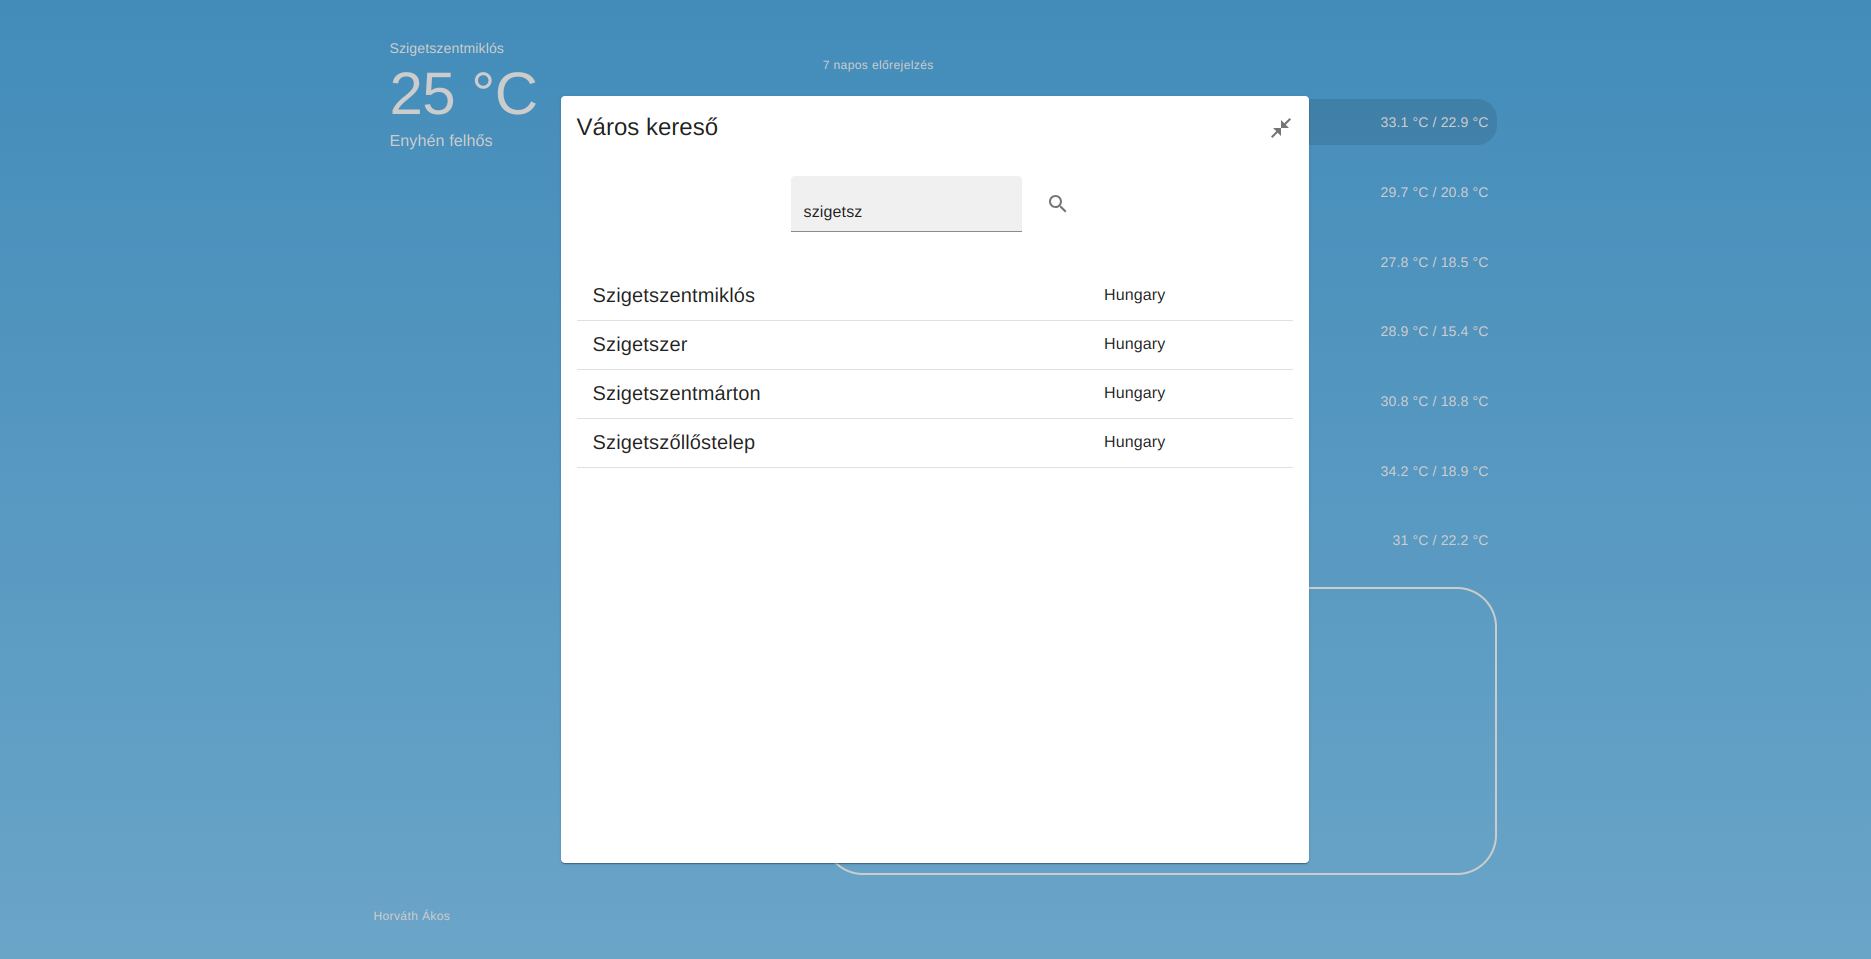 Szigetszentmiklós
25 °C
Enyhén felhős
7 napos előrejelzés
Város kereső
szigetsz
Szigetszentmiklós Hungary
Szigetszer Hungary
Szigetszentmárton Hungary
Szigetszőllőstelep Hungary
33.1 °C / 22.9 °C
29.7 °C / 20.8 °C
27.8 °C / 18.5 °C
28.9 °C / 15.4 °C
30.8 °C / 18.8 °C
34.2 °C / 18.9 °C
31 °C / 22.2 °C
Horváth Ákos